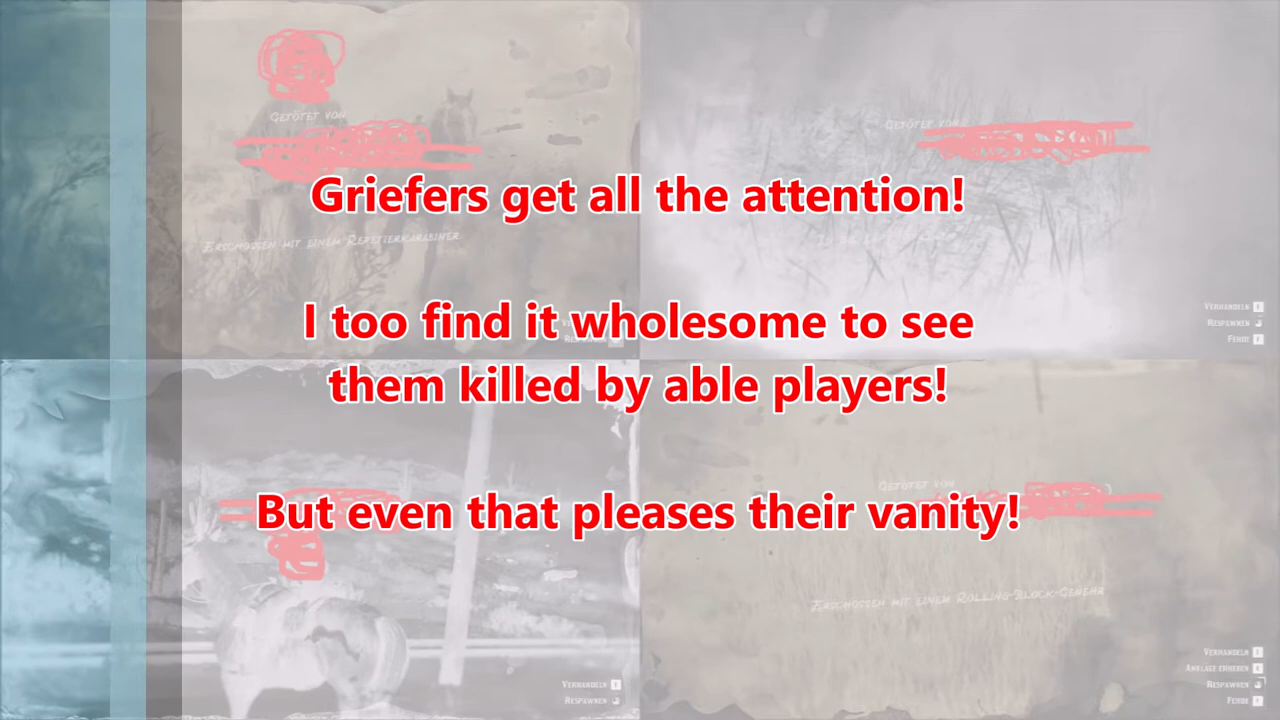 Getötet von
Getötet von
Griefers get all the attention!
Erschossen mit einem Repetierkarabiner.
Verhandeln
Respawnen
Fehde F
I too find it wholesome to see
them killed by able players!
Getötet von
But even that pleases their vanity!
Erschossen mit einem Rolling-Block-Gewehr
Verhandeln
Anklage erheben
Respawnen
Fehde F
Verhandeln
Respawnen